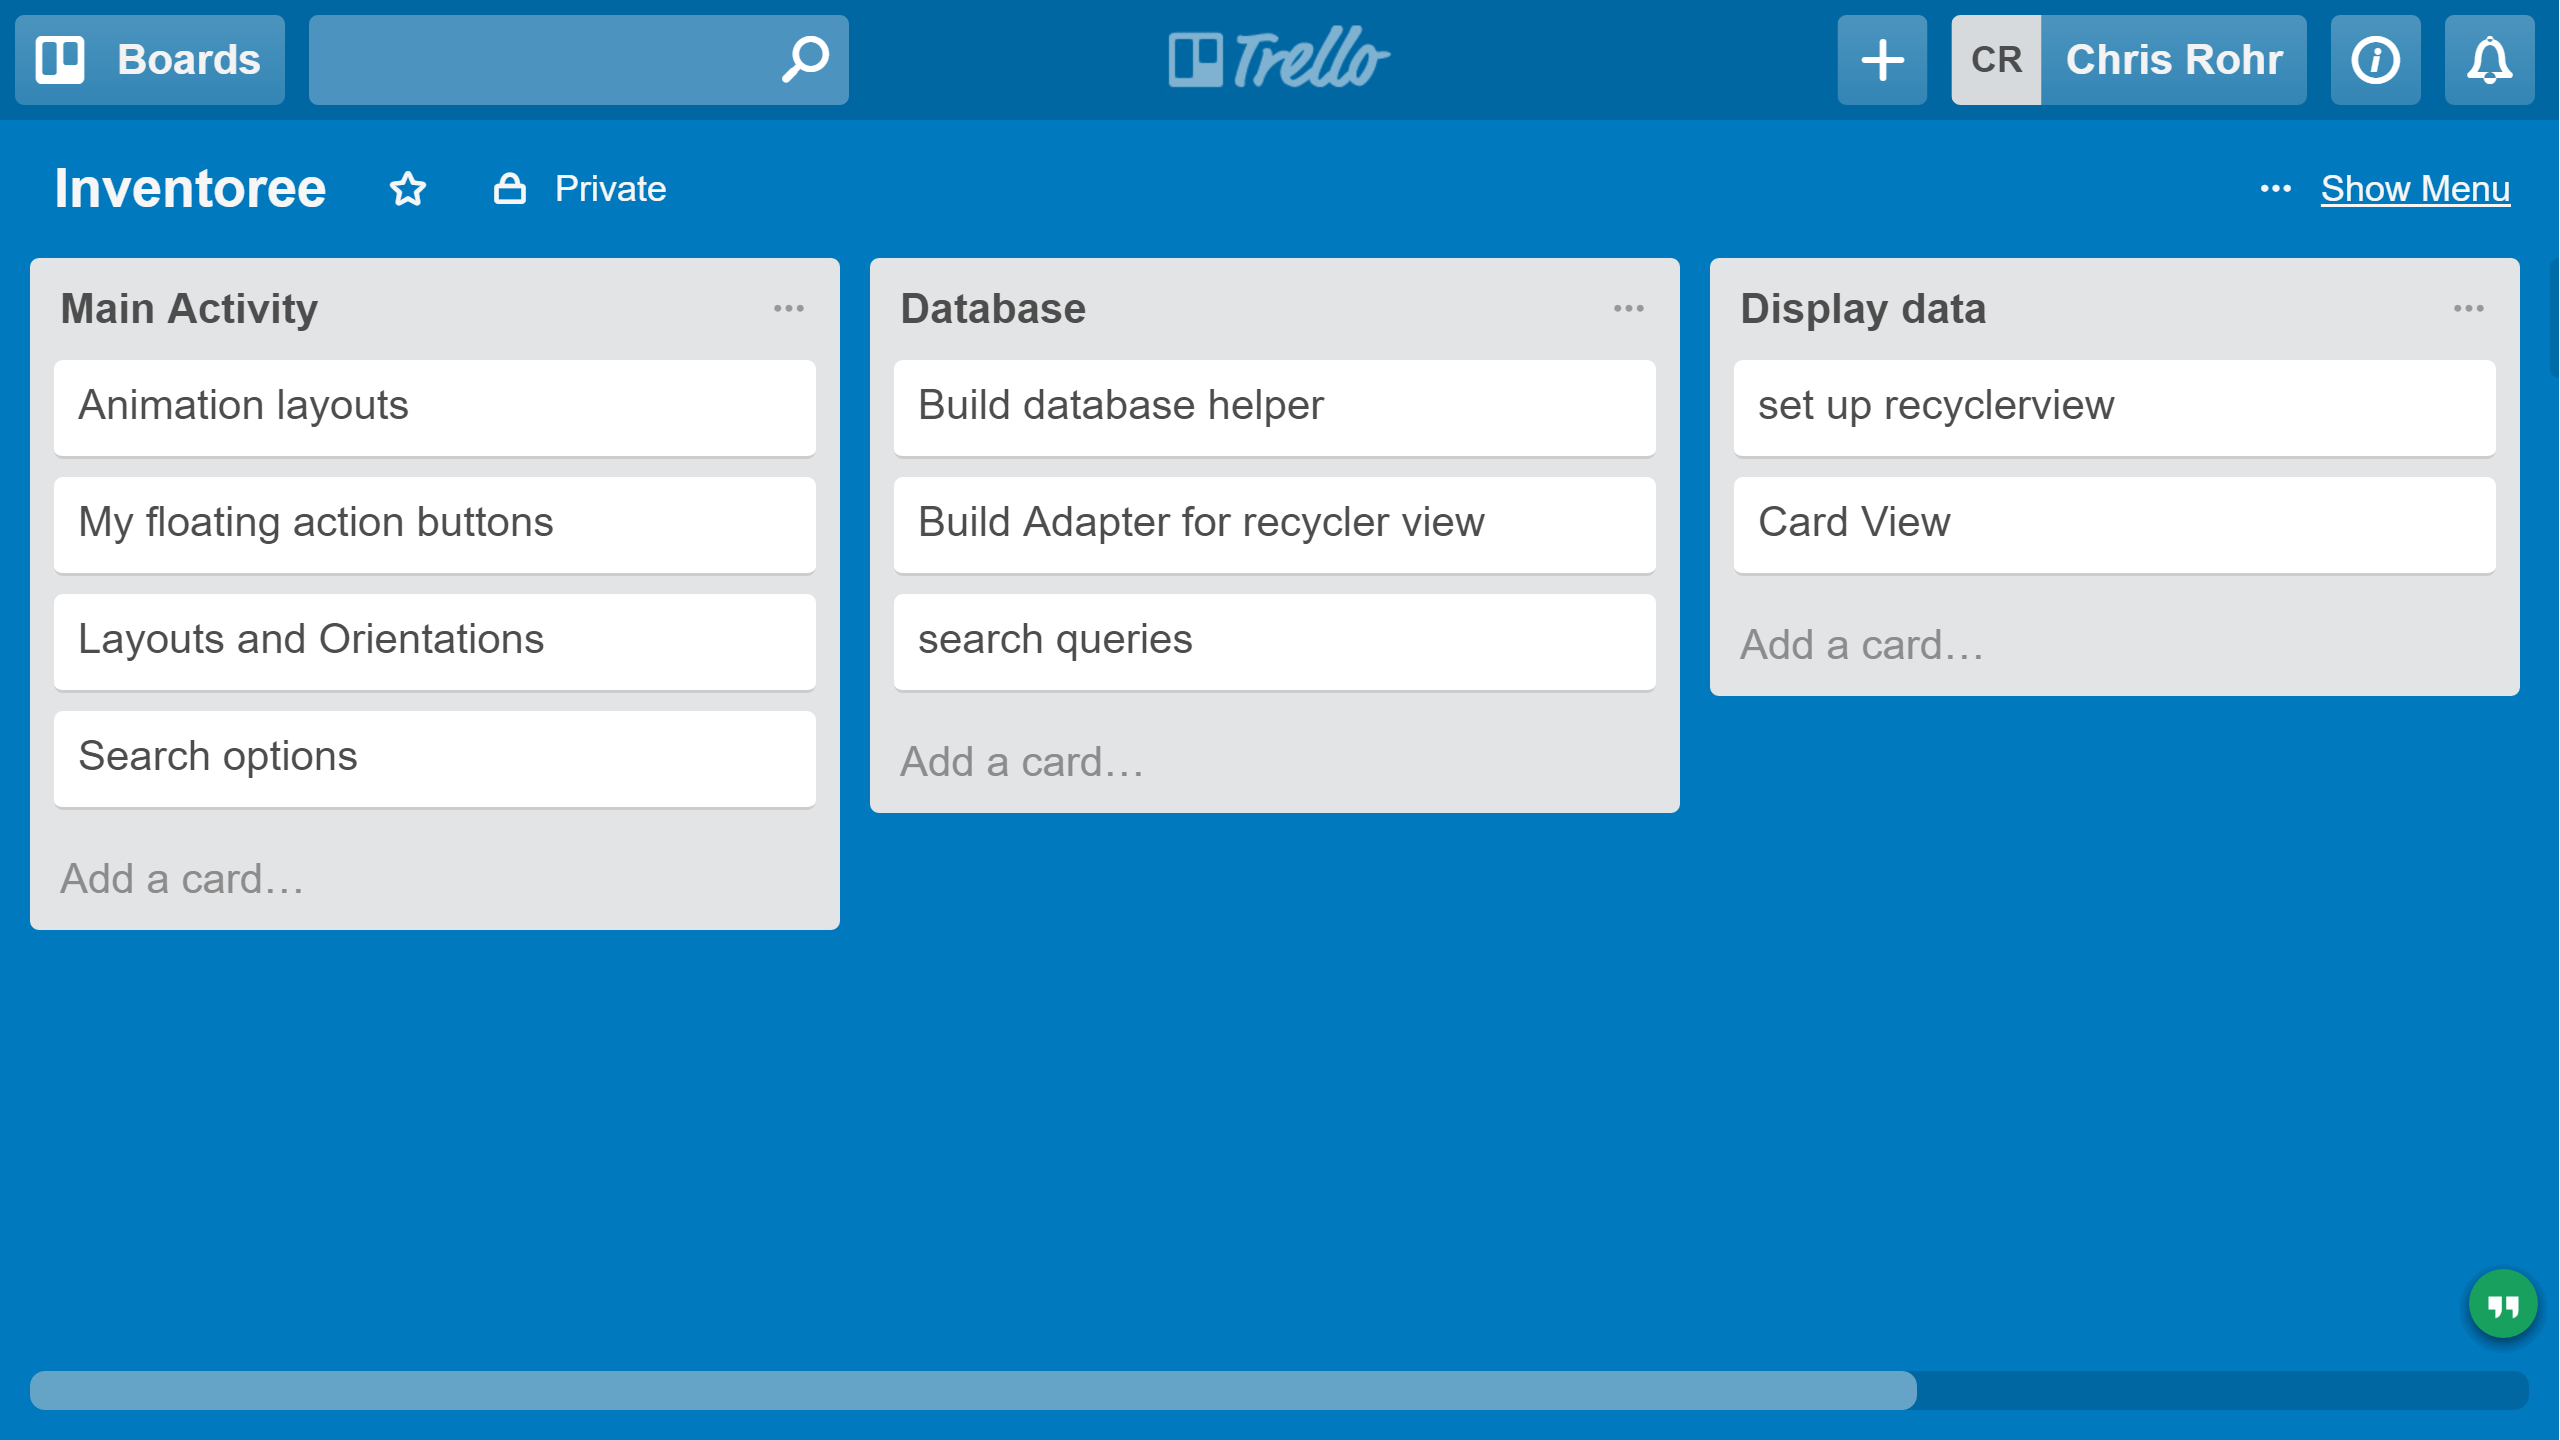 Boards
Trello
CR
Chris Rohr
Inventoree
Private
Show Menu
Main Activity
Animation layouts
My floating action buttons
Layouts and Orientations
Search options
Add a card…
Database
Build database helper
Build Adapter for recycler view
search queries
Add a card…
Display data
set up recyclerview
Card View
Add a card…